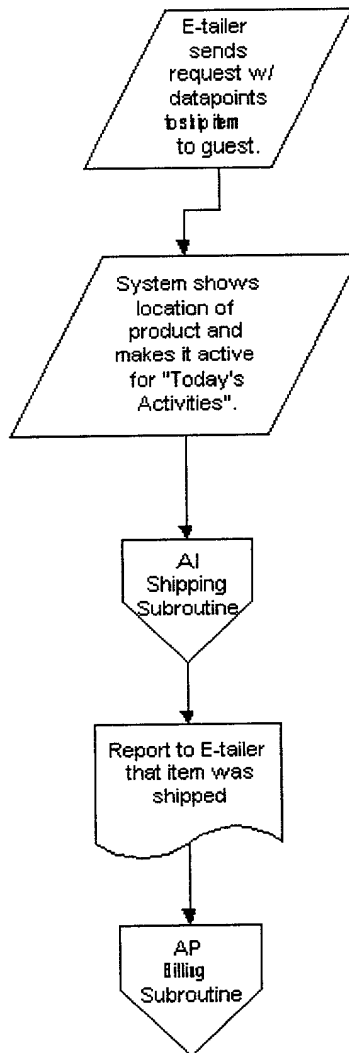 E-tailer
sends
request w/
datapoints
to ship item
to guest.
System shows
location of
product and
makes it active
for "Today's
Activities".
AI
Shipping
Subroutine
Report to E-tailer
that item was
shipped
AP
Billing
Subroutine